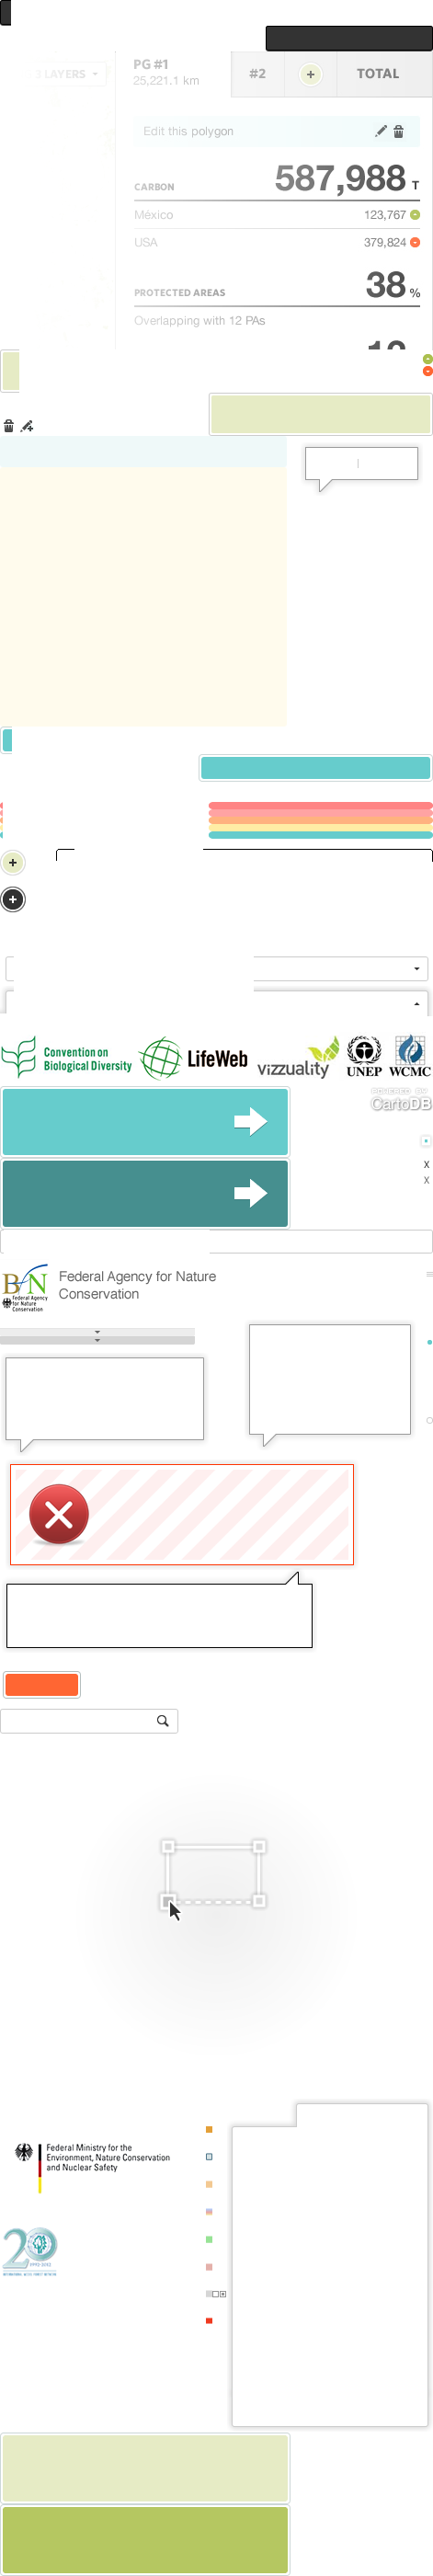 3 LAYERS
PG #1
25,221.1 km
#2
TOTAL
Edit this polygon
CARBON
587,988 T
México 123,767
USA 379,824
38 %
PROTECTED AREAS
Overlapping with 12 PAs
Convention on
Biological Diversity
LifeWeb
vizzuality
UNEP
WCMC
POWERED BY
CartoDB
X
X
BfN
Federal Agency
for Nature
Conservation
Federal Agency for Nature
Conservation
Federal Ministry for the
Environment, Nature Conservation
and Nuclear Safety
20